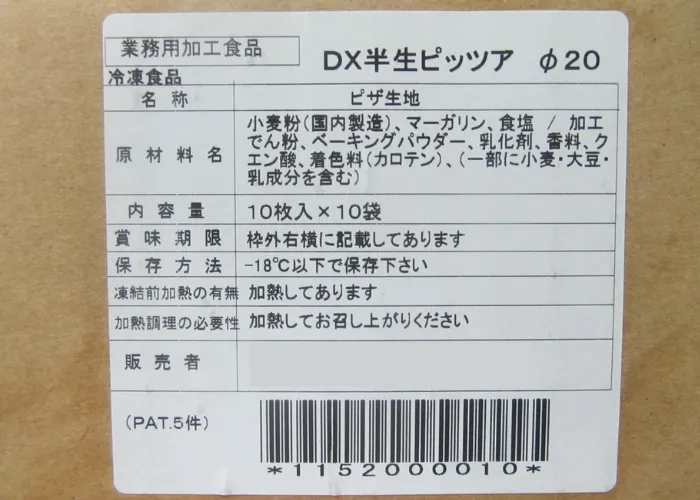 業務用加工食品
DX半生ピッツア φ20
冷凍食品
名称 ピザ生地
原材料名 小麦粉(国内製造)、マーガリン、食塩 / 加工
でん粉、ベーキングパウダー、乳化剤、香料、ク
エン酸、着色料(カロテン)、(一部に小麦・大豆・
乳成分を含む)
内容量 10枚入×10袋
賞味期限 枠外右横に記載してあります
保存方法 -18℃以下で保存下さい
凍結前加熱の有無 加熱してあります
加熱調理の必要性 加熱してお召し上がりください
販売者
(PAT.5件)
*1152000010*